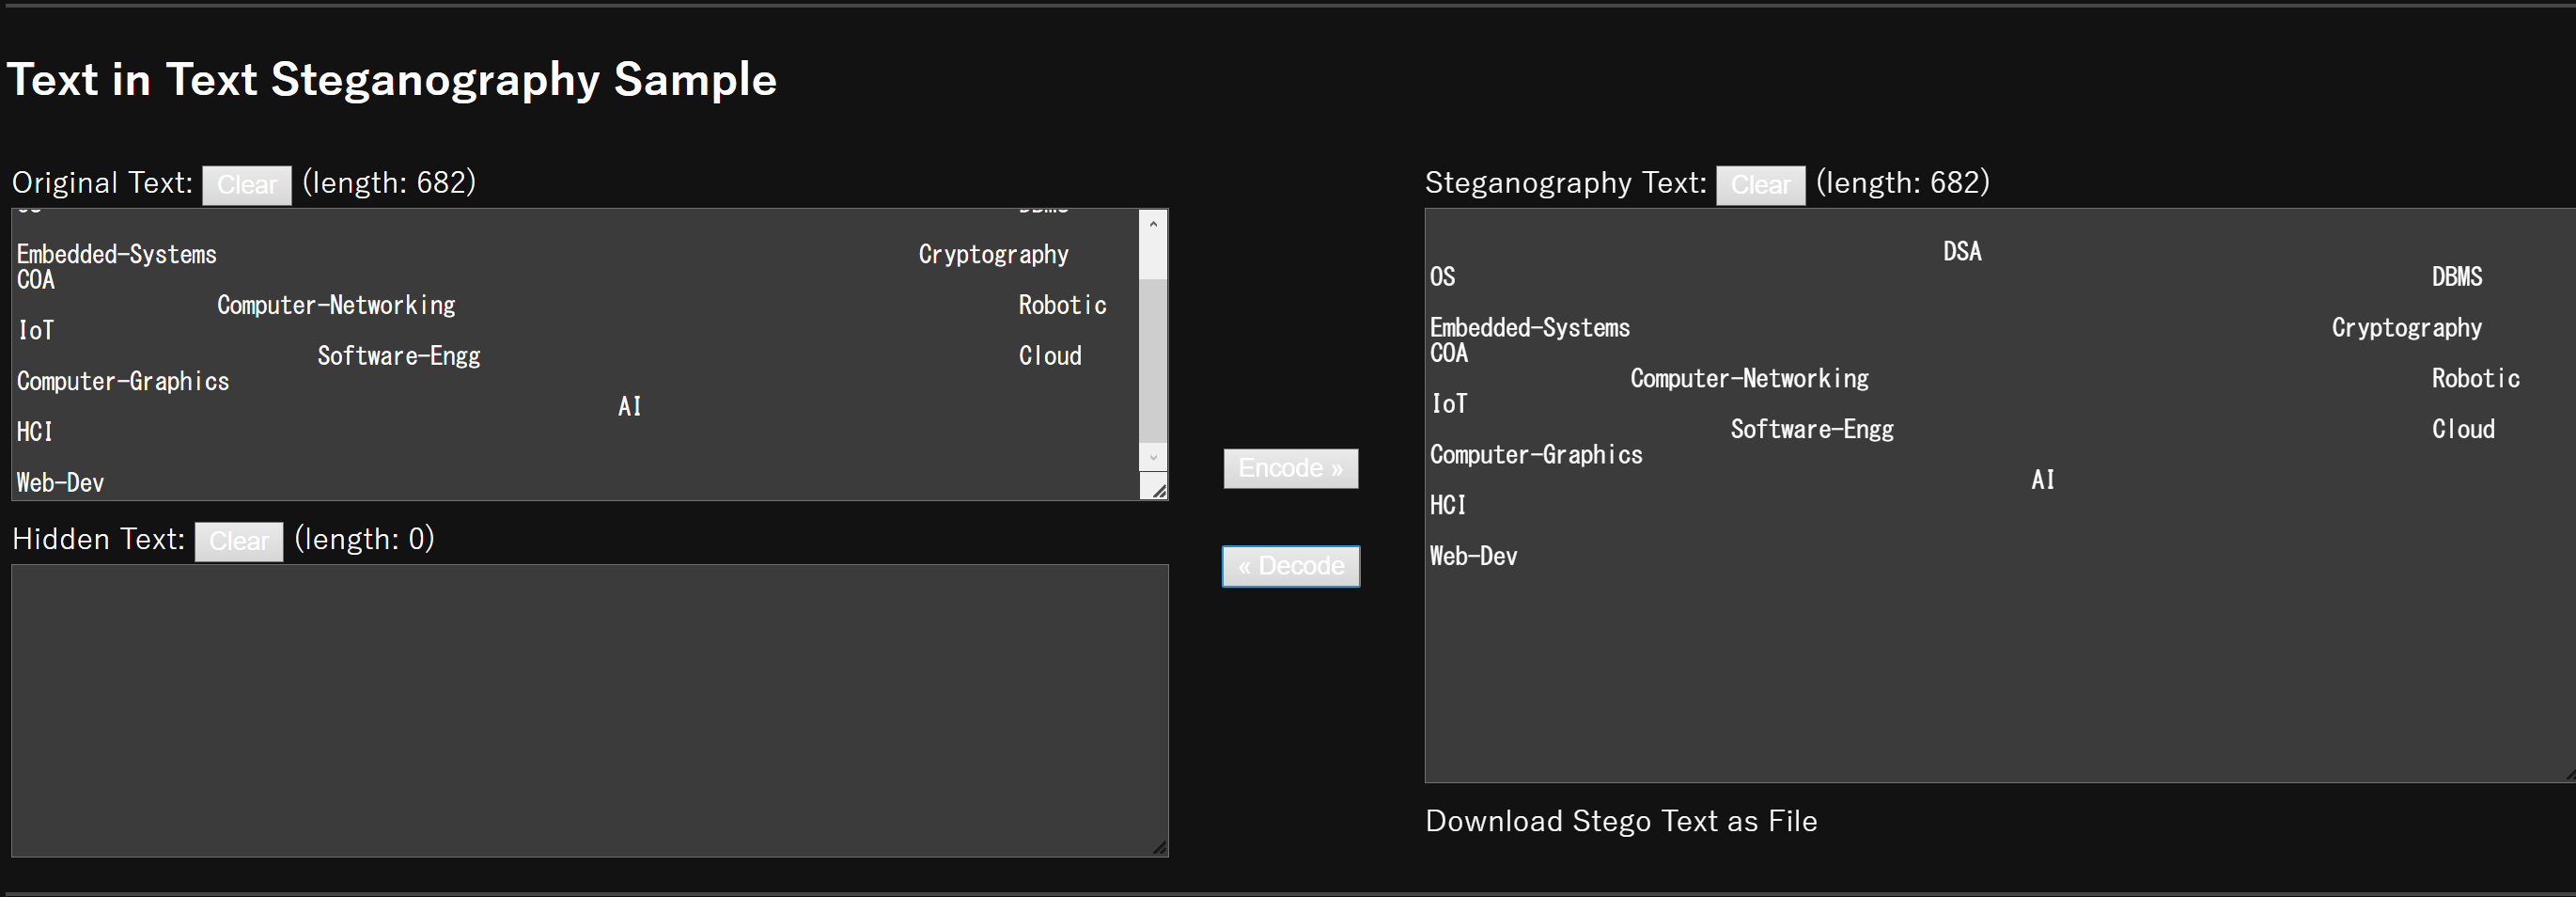 Text in Text Steganography Sample
Original Text: Clear (length: 682)
OS DBMS
Embedded-Systems Cryptography
COA
Computer-Networking Robotic
IoT
Software-Engg Cloud
Computer-Graphics
AI
HCI
Web-Dev
Hidden Text: Clear (length: 0)
Encode »
« Decode
Steganography Text: Clear (length: 682)
DSA
OS DBMS
Embedded-Systems Cryptography
COA
Computer-Networking Robotic
IoT
Software-Engg Cloud
Computer-Graphics
AI
HCI
Web-Dev
Download Stego Text as File